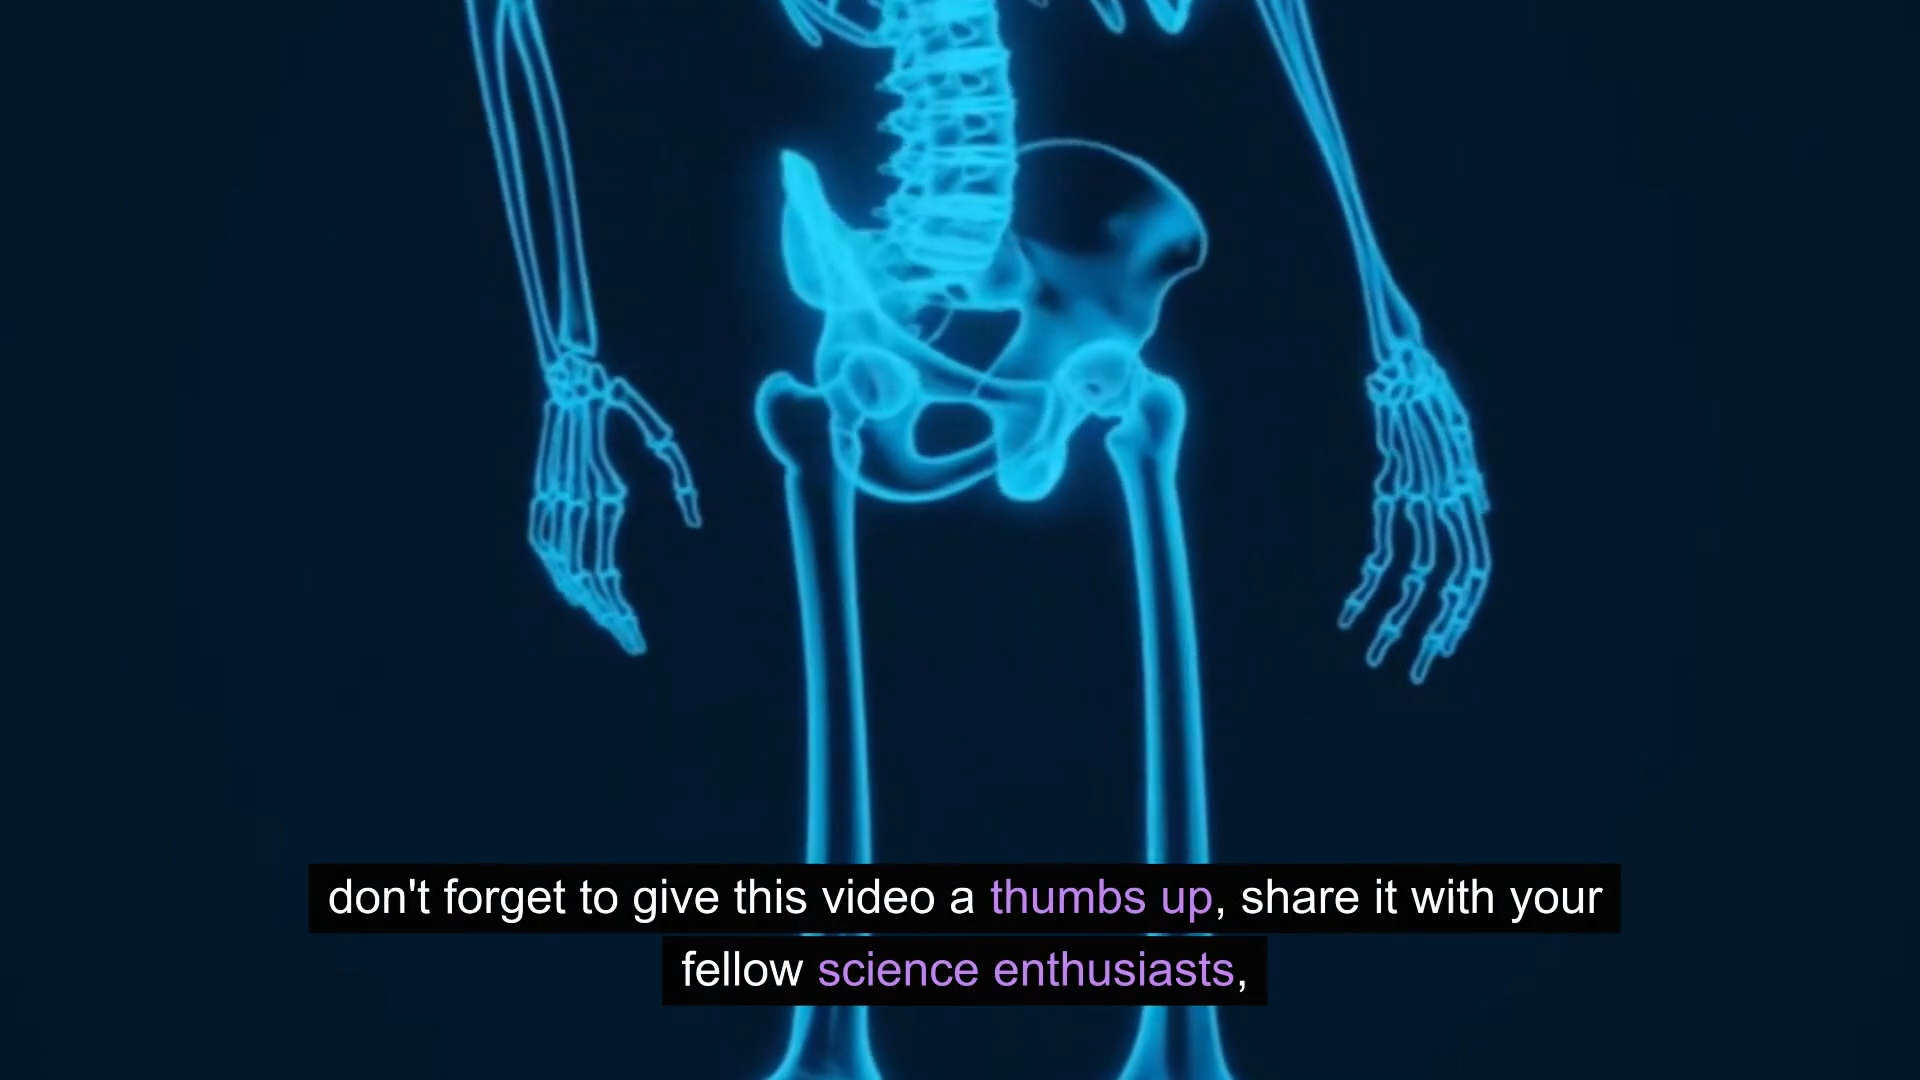 don't forget to give this video a thumbs up, share it with your
fellow science enthusiasts,